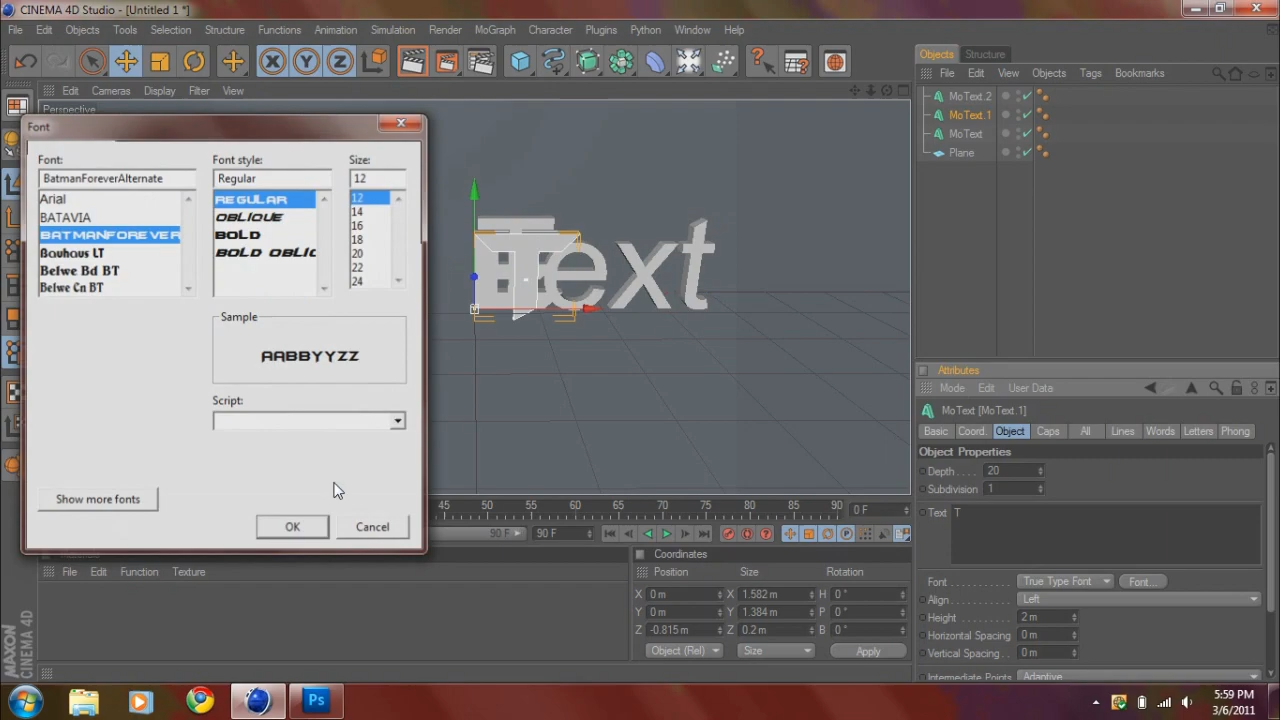 CINEMA 4D Studio - [Untitled 1 *]
File Edit Objects Tools Selection Structure Functions Animation Simulation Render MoGraph Character Plugins Python Window Help
Objects Structure
File Edit View Objects Tags Bookmarks
Edit Cameras Display Filter View
Perspective
MoText.2
MoText.1
MoText
Plane
Font
Font: Font style: Size:
BatmanForeverAlternate Regular 12
Arial REGULAR 12
BATAVIA OBLIQUE 14
BATMANFOREVER BOLD 16
Bauhaus LT BOLD OBLIC 18
Belwe Bd BT 20
Belwe Cn BT 22
24
Sample
AABBYYZZ
Script:
Show more fonts
OK Cancel
Text
T
45 50 55 60 65 70 75 80 85 90 0 F
90 F 90 F
File Edit Function Texture
Coordinates
Position Size Rotation
X 0 m X 1.582 m H 0 °
Y 0 m Y 1.384 m P 0 °
Z -0.815 m Z 0.2 m B 0 °
Object (Rel) Size Apply
Attributes
Mode Edit User Data
MoText [MoText.1]
Basic Coord. Object Caps All Lines Words Letters Phong
Object Properties
Depth 20
Subdivision 1
Text T
Font True Type Font Font...
Align Left
Height 2 m
Horizontal Spacing 0 m
Vertical Spacing 0 m
Intermediate Points Adaptive
MAXON
CINEMA 4D
Ps
5:59 PM
3/6/2011